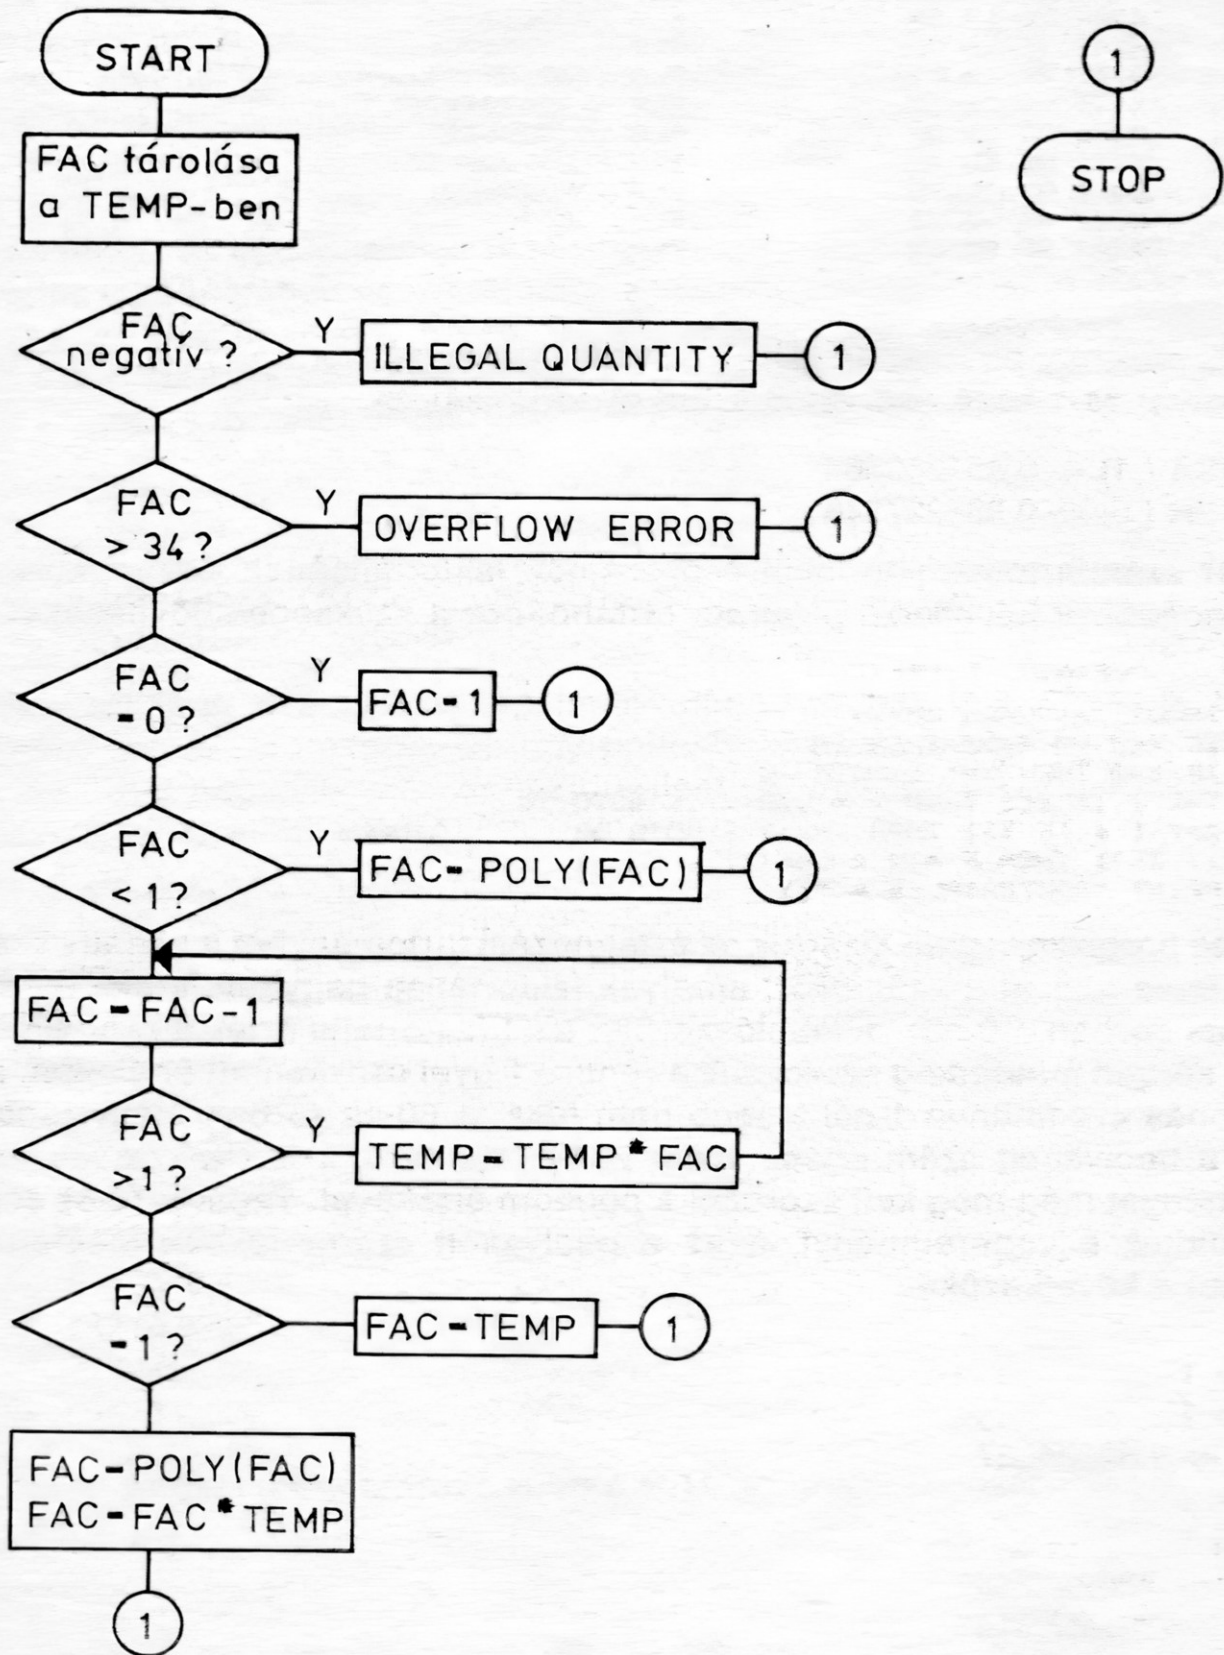 START
1
STOP
FAC tárolása
a TEMP-ben
FAC
negatív ?
Y
ILLEGAL QUANTITY
1
FAC
> 34 ?
Y
OVERFLOW ERROR
1
FAC
=0 ?
Y
FAC=1
1
FAC
< 1 ?
Y
FAC=POLY(FAC)
1
FAC=FAC-1
FAC
>1 ?
Y
TEMP=TEMP*FAC
FAC
=1 ?
FAC=TEMP
1
FAC=POLY(FAC)
FAC=FAC*TEMP
1